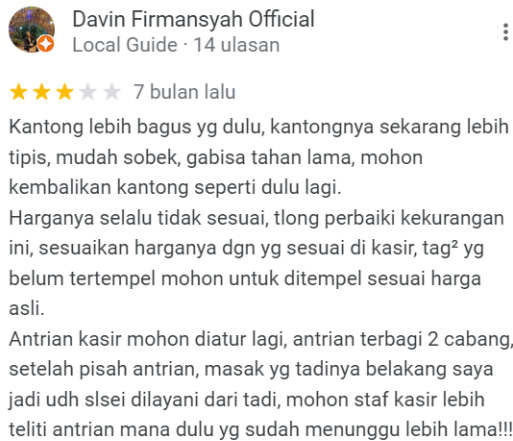 Davin Firmansyah Official
Local Guide · 14 ulasan
7 bulan lalu
Kantong lebih bagus yg dulu, kantongnya sekarang lebih
tipis, mudah sobek, gabisa tahan lama, mohon
kembalikan kantong seperti dulu lagi.
Harganya selalu tidak sesuai, tlong perbaiki kekurangan
ini, sesuaikan harganya dgn yg sesuai di kasir, tag² yg
belum tertempel mohon untuk ditempel sesuai harga
asli.
Antrian kasir mohon diatur lagi, antrian terbagi 2 cabang,
setelah pisah antrian, masak yg tadinya belakang saya
jadi udh slsei dilayani dari tadi, mohon staf kasir lebih
teliti antrian mana dulu yg sudah menunggu lebih lama!!!